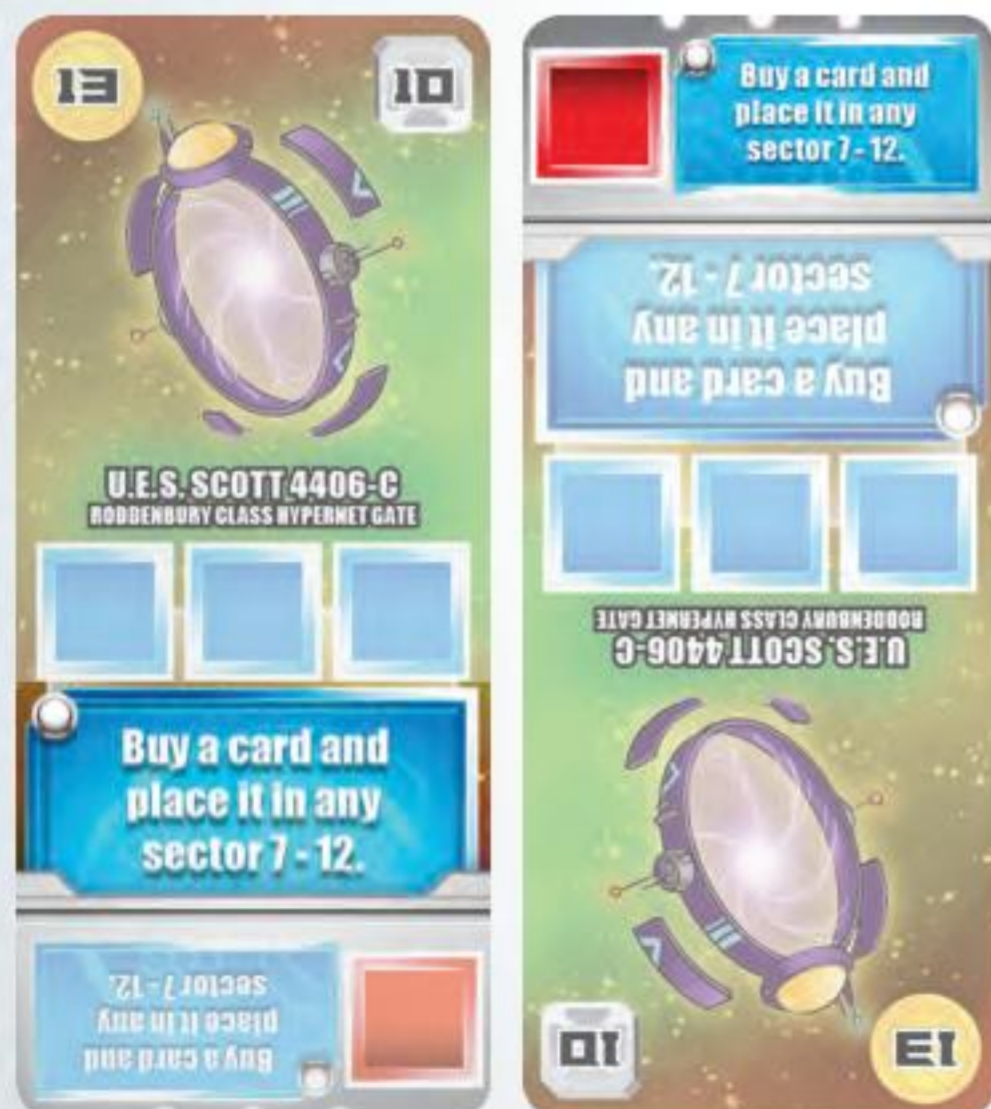 13
10
U.E.S. SCOTT 4406-C
RODDENBURY CLASS HYPERNET GATE
Buy a card and
place it in any
sector 7 - 12.
Buy a card and
place it in any
sector 7 - 12.
Buy a card and
place it in any
sector 7 - 12.
Buy a card and
place it in any
sector 7 - 12.
U.E.S. SCOTT 4406-C
RODDENBURY CLASS HYPERNET GATE
13
10